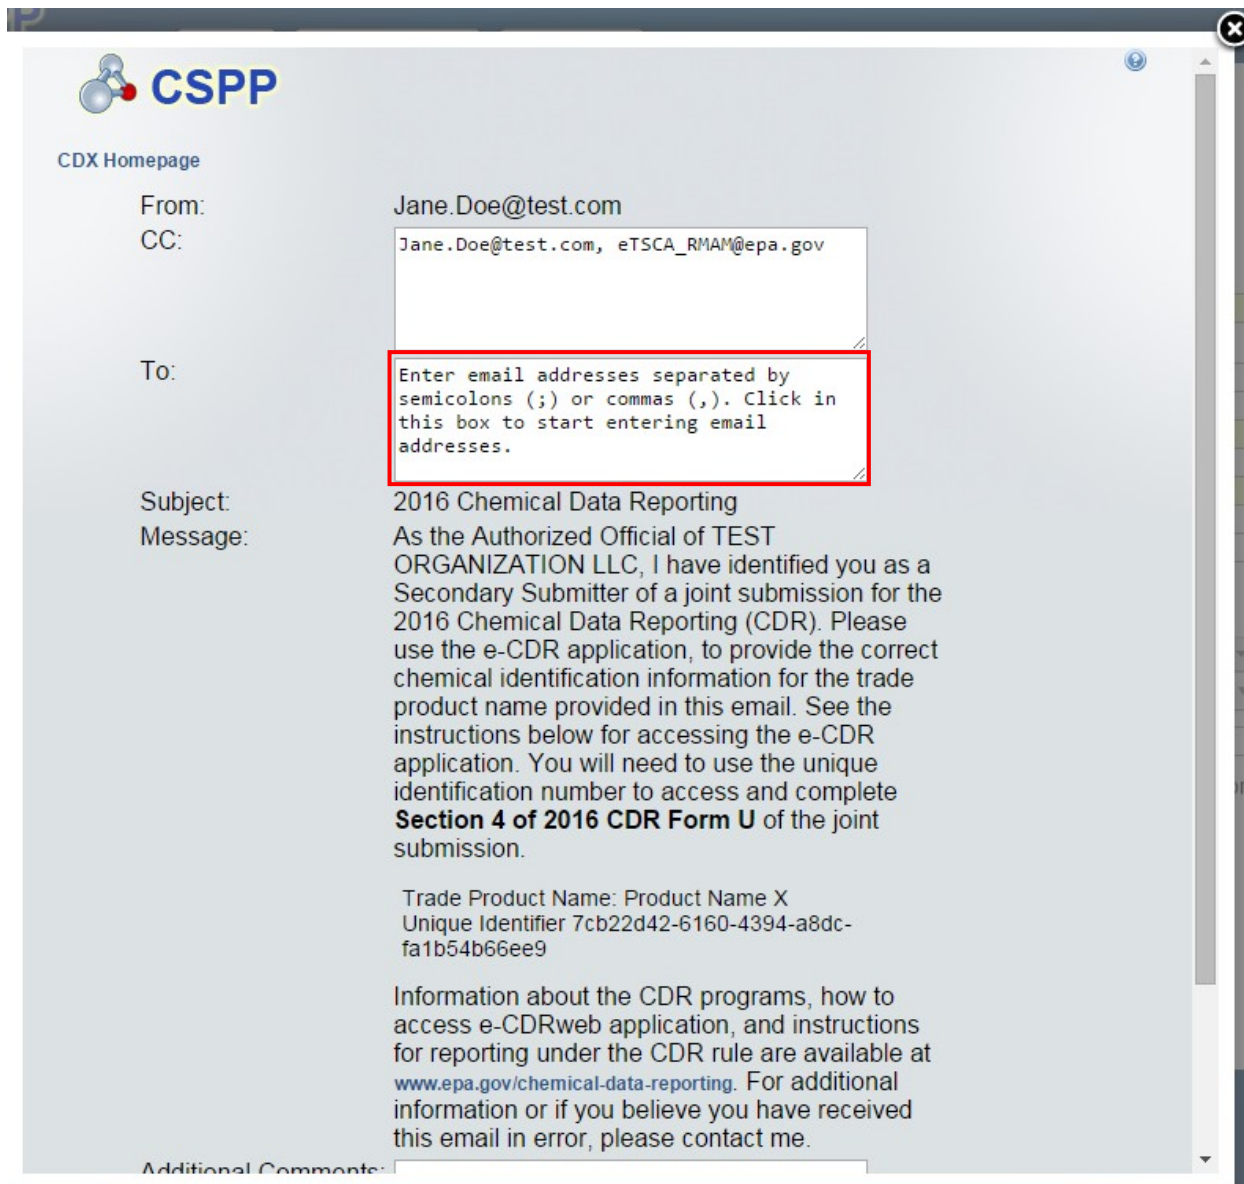 CSPP
CDX Homepage
From: Jane.Doe@test.com
CC: Jane.Doe@test.com, eTSCA_RMAM@epa.gov
To: Enter email addresses separated by
semicolons (;) or commas (,). Click in
this box to start entering email
addresses.
Subject: 2016 Chemical Data Reporting
Message: As the Authorized Official of TEST
ORGANIZATION LLC, I have identified you as a
Secondary Submitter of a joint submission for the
2016 Chemical Data Reporting (CDR). Please
use the e-CDR application, to provide the correct
chemical identification information for the trade
product name provided in this email. See the
instructions below for accessing the e-CDR
application. You will need to use the unique
identification number to access and complete
Section 4 of 2016 CDR Form U of the joint
submission.
Trade Product Name: Product Name X
Unique Identifier 7cb22d42-6160-4394-a8dc-
fa1b54b66ee9
Information about the CDR programs, how to
access e-CDRweb application, and instructions
for reporting under the CDR rule are available at
www.epa.gov/chemical-data-reporting. For additional
information or if you believe you have received
this email in error, please contact me.
Additional Comments: